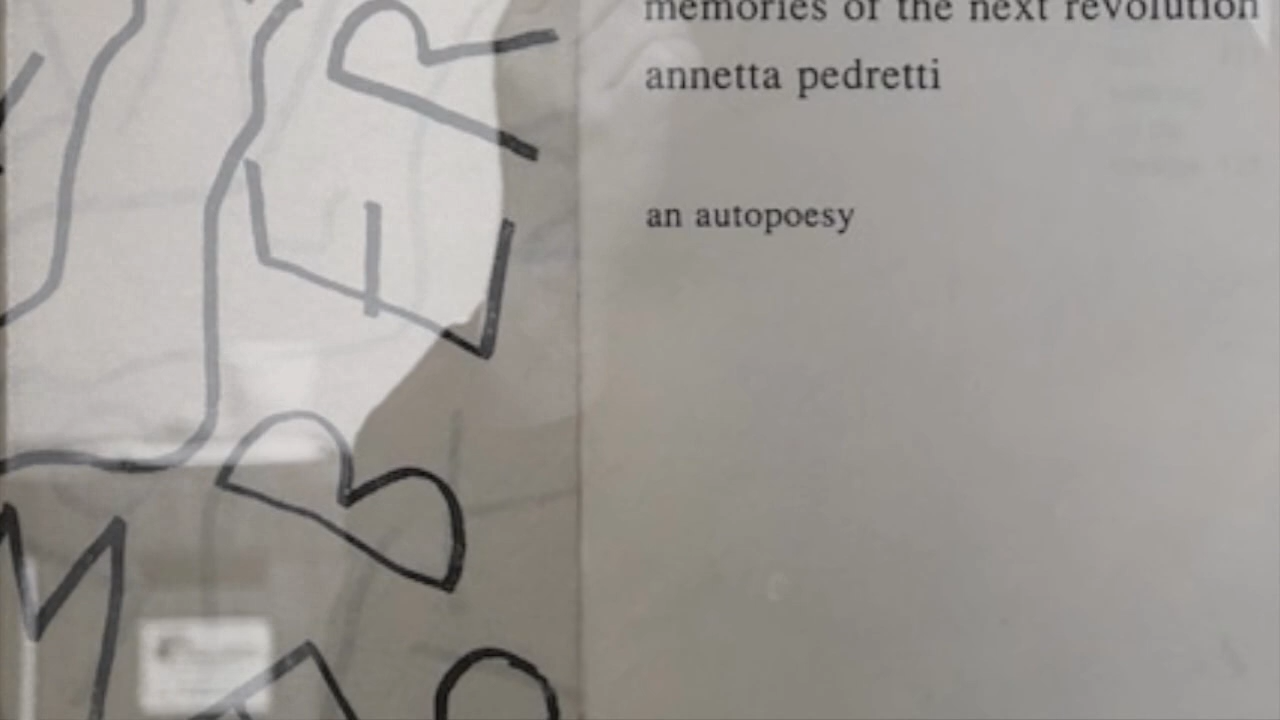 memories of the next revolution
annetta pedretti
an autopoesy
R
E
B
M